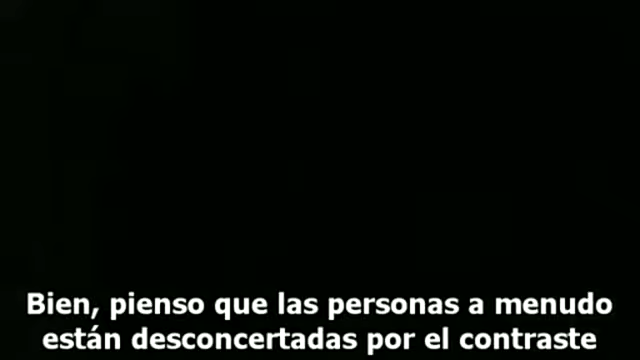 Bien, pienso que las personas a menudo
están desconcertadas por el contraste